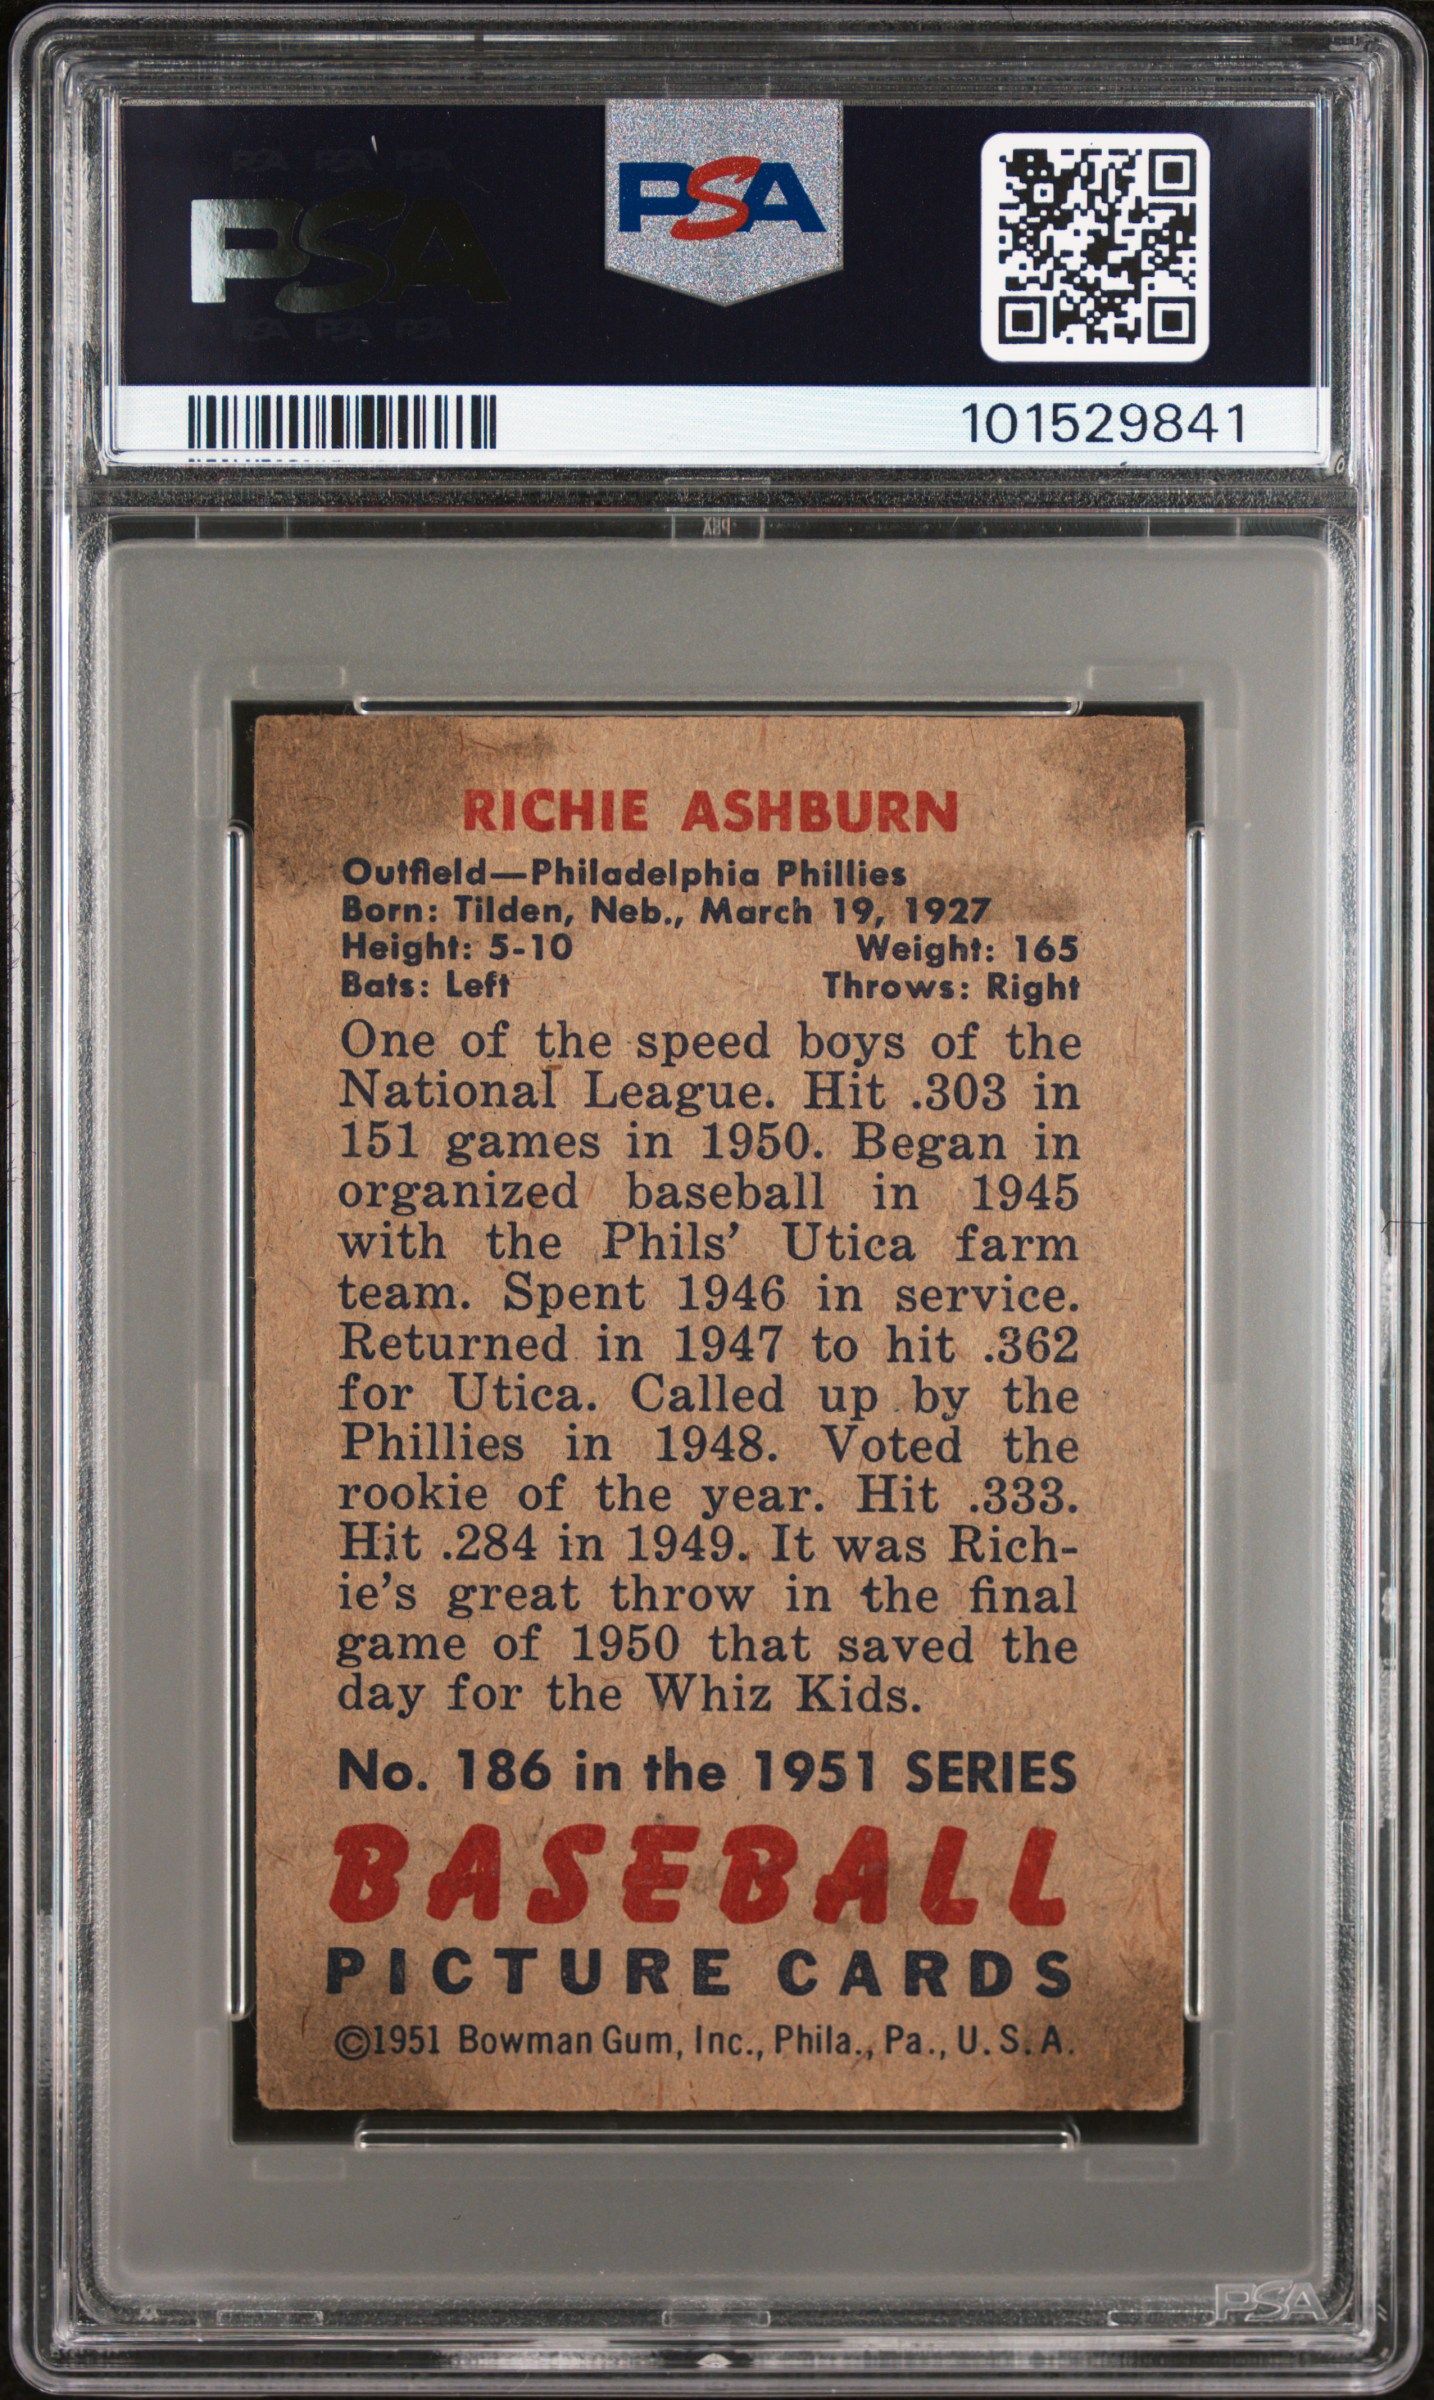 PSA PSA PSA
PSA
PSA PSA PSA
PSA
101529841
RICHIE ASHBURN
Outfield—Philadelphia Phillies
Born: Tilden, Neb., March 19, 1927
Height: 5-10 Weight: 165
Bats: Left Throws: Right
One of the speed boys of the
National League. Hit .303 in
151 games in 1950. Began in
organized baseball in 1945
with the Phils’ Utica farm
team. Spent 1946 in service.
Returned in 1947 to hit .362
for Utica. Called up by the
Phillies in 1948. Voted the
rookie of the year. Hit .333.
Hit .284 in 1949. It was Rich-
ie’s great throw in the final
game of 1950 that saved the
day for the Whiz Kids.
No. 186 in the 1951 SERIES
BASEBALL
PICTURE CARDS
©1951 Bowman Gum, Inc., Phila., Pa., U.S.A.
PSA